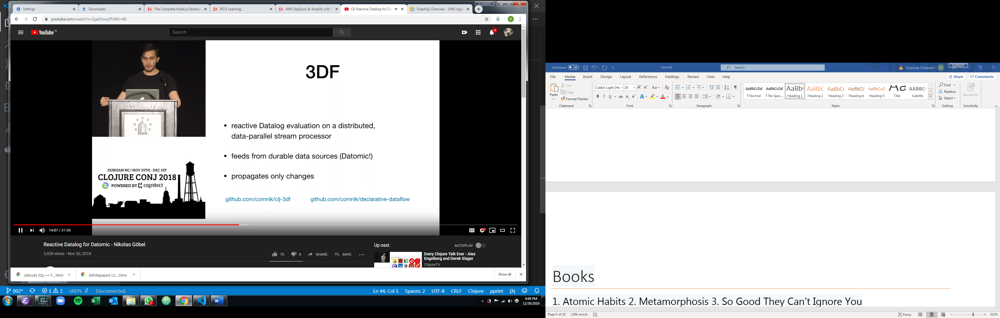 Settings
Downloads
The Complete Node.js Develop
FICO Learning
AWS AppSync & Amplify with R
(3) Reactive Datalog for Dat
GraphQL Overview - AWS AppS
youtube.com/watch?v=ZgqFIowyfTA&t=80
S
YouTube IN
Search
3
3DF
• reactive Datalog evaluation on a distributed,
data-parallel stream processor
• feeds from durable data sources (Datomic!)
• propagates only changes
github.com/comnik/clj-3df github.com/comnik/declarative-dataflow
DURHAM NC | NOV 29TH - DEC 1ST
CLOJURE CONJ 2018
POWERED BY cognitect
14:07 / 31:36
CC
HD
Reactive Datalog for Datomic - Nikolas Göbel
3,428 views • Nov 30, 2018
75
0
SHARE
SAVE
Up next
AUTOPLAY
Every Clojure Talk Ever - Alex
Engelberg and Derek Slager
ClojureTV
JS
TS
[eBook] SQL++ F....html
[Whitepaper] Co....html
Show all
002*
1
3
nREPL
Disconnected
Ln 44, Col 1
Spaces: 2
UTF-8
CRLF
Clojure
pprint
[λ]
1
9:49 PM
12/30/2019
AutoSave Off
Journal
Search
Swaroop Chalasani
SC
File Home Insert Design Layout References Mailings Review View Help
Share
Comments
Paste
Cut
Copy
Format Painter
Clipboard
Calibri Light (He
20
Aa
B I U ab
Font
Paragraph
AaBbCcDd AaBbCcDd AaBb( AaBbC AaBbCc AaBbCc AaBbCcD AaB AABBC(
¶ Normal ¶ No Spac... Heading 1 Heading 2 Heading 3 Heading 4 Heading 5 Title Subtitle
Styles
Find
Replace
Select
Editing
Sensitivity
Sensitivity
Books
1. Atomic Habits 2. Metamorphosis 3. So Good They Can't Ignore You
Page 6 of 10
1296 words
Focus
232%